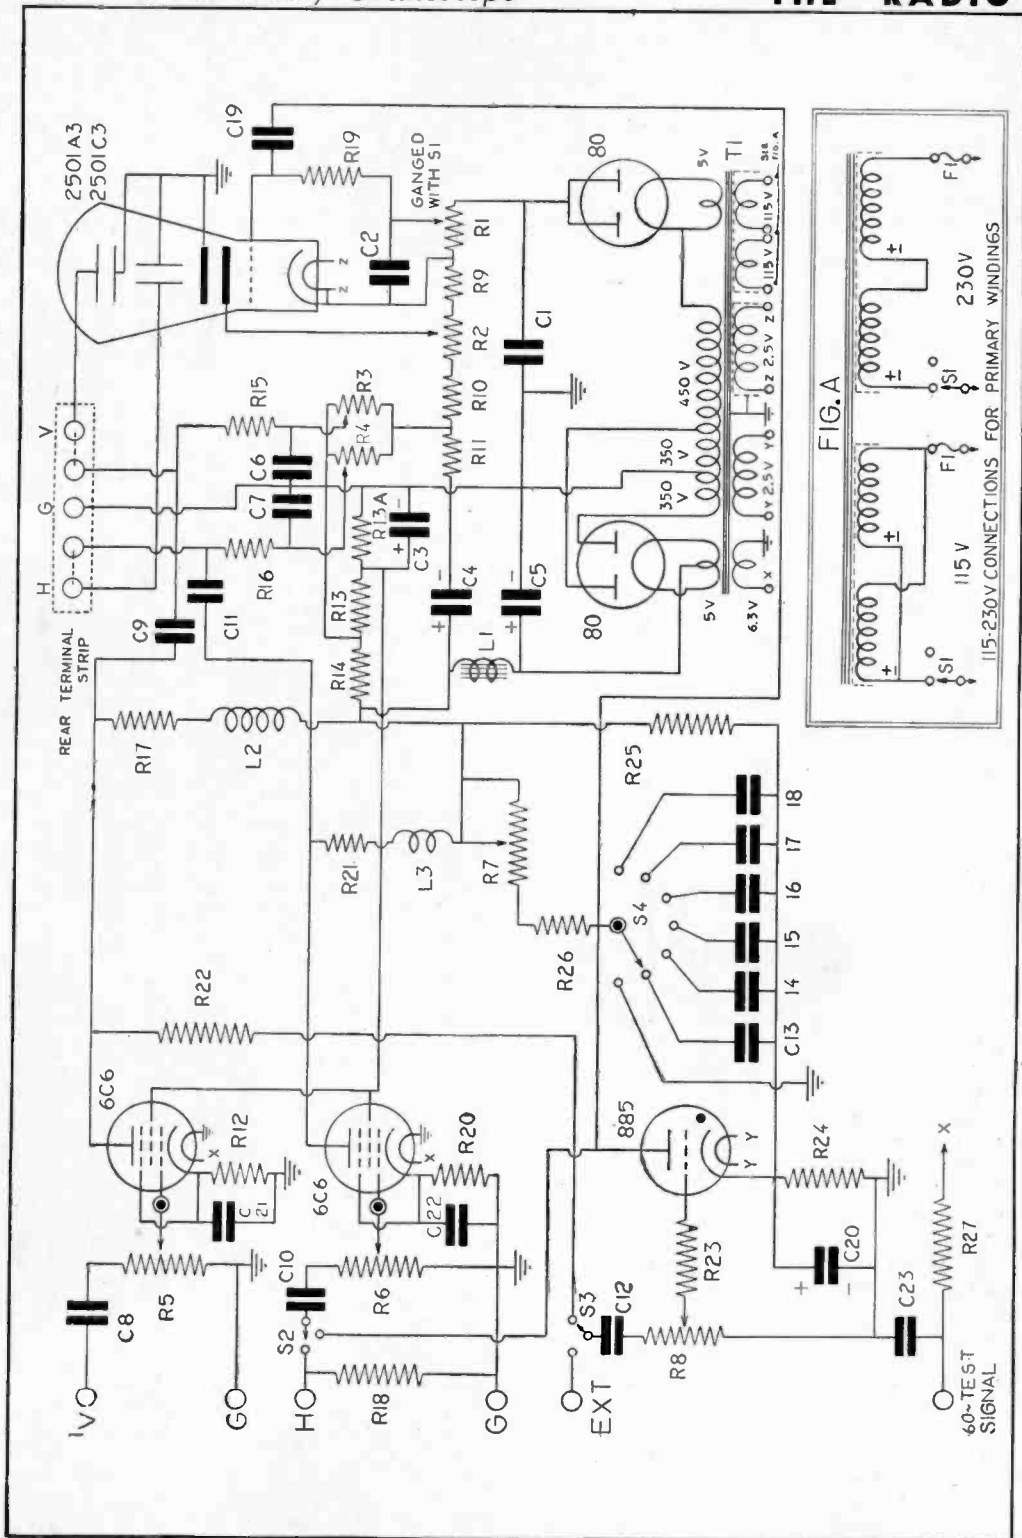 THE RADIO
REAR TERMINAL
STRIP
H
G
V
2501A3
2501C3
C9
C11
R16
C7
C6
R15
R4
R3
C19
R19
C2
Z
Z
GANGED
WITH S1
R17
L2
R14
R13
R13A
+ C3 -
+ C4 -
R11
R10
R2
R9
R1
L1
+ C5 -
C1
80
80
5V
350
V
350
V
450 V
5V
6.3V
X
Y 2.5V Y
Z 2.5V Z
115V
115V
T1
SEE
FIG. A
R21
L3
R7
R25
R26
S4
C13
14
15
16
17
18
R22
6C6
X
R12
C
21
6C6
X
R20
C22
885
Y Y
R24
C8
R5
C10
R6
S2
R18
S3
C12
R8
R23
+
-
C20
C23
R27
X
V
G
H
G
EXT
60~TEST
SIGNAL
FIG. A
±
±
S1
F1
115V
±
±
S1
F1
230V
115-230V CONNECTIONS FOR PRIMARY WINDINGS